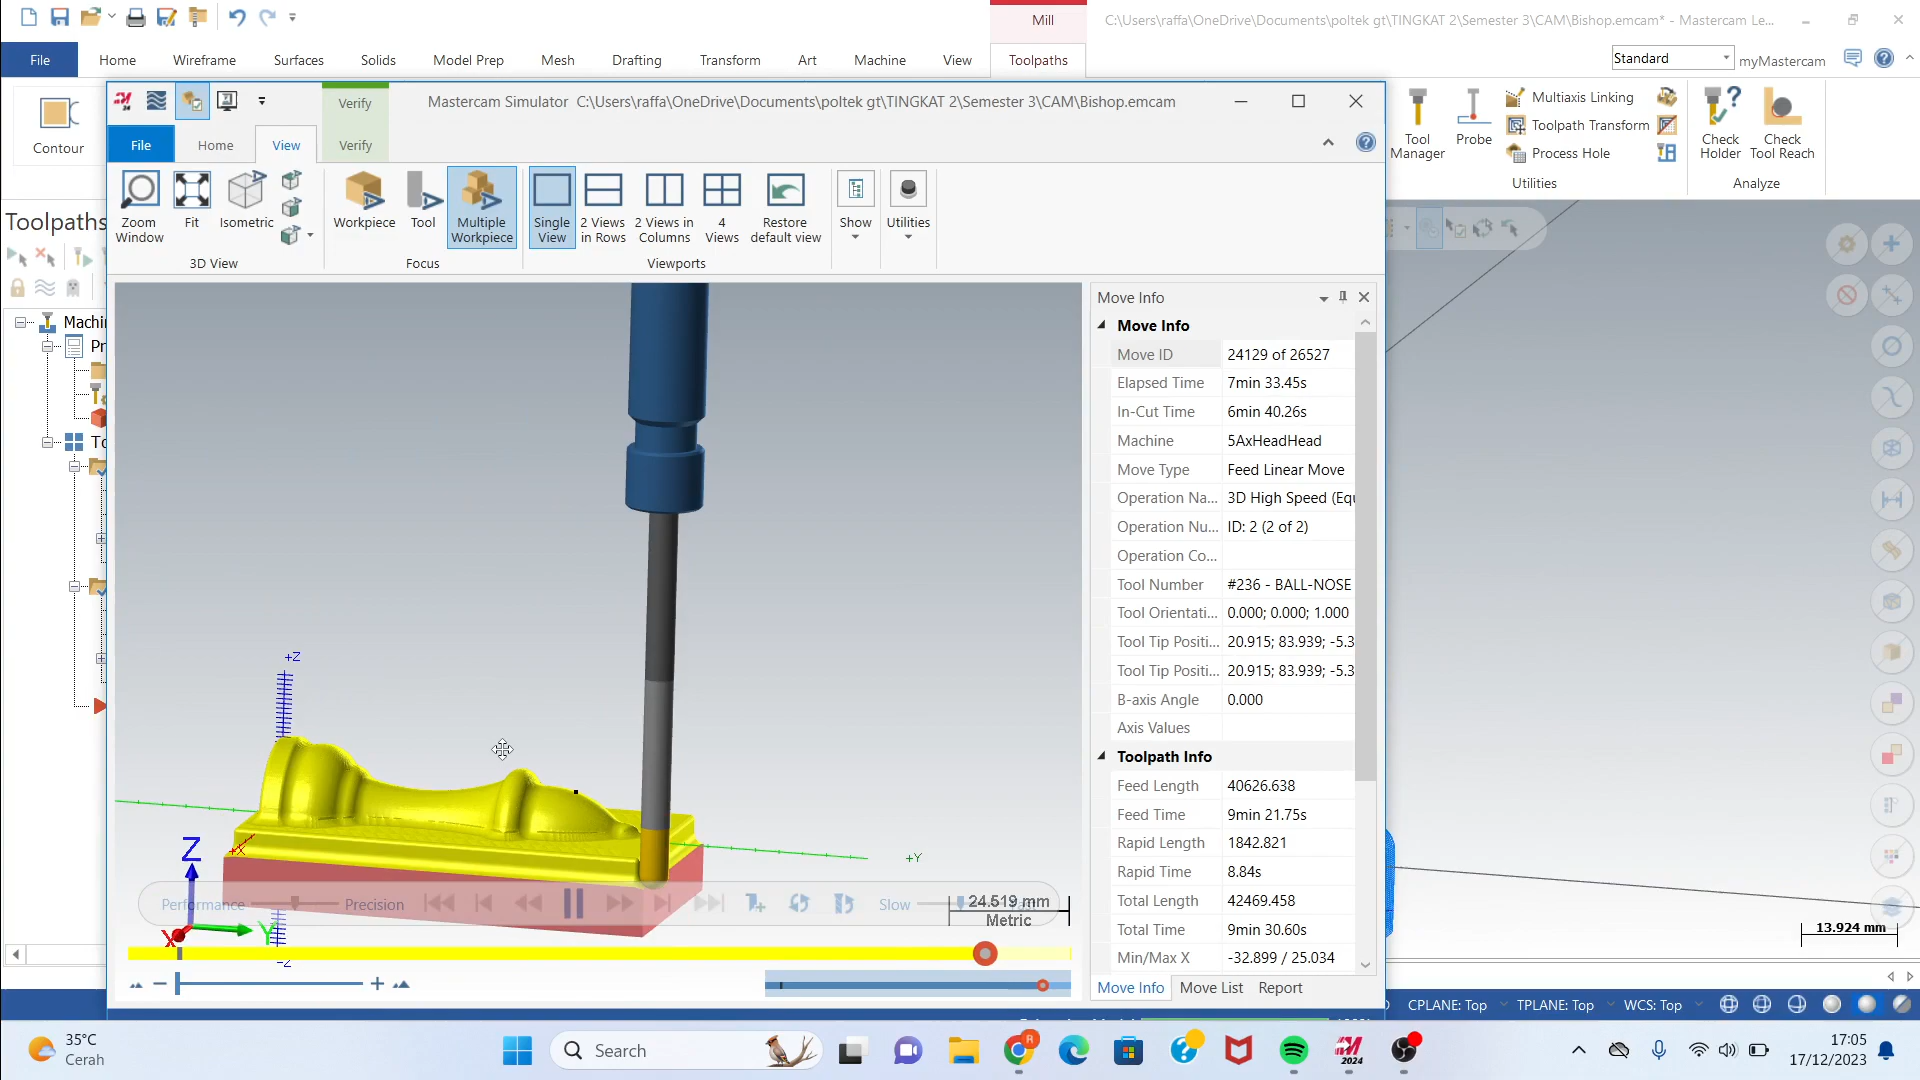 Mill
C:\Users\raffa\OneDrive\Documents\poltek gt\TINGKAT 2\Semester 3\CAM\Bishop.emcam* - Mastercam Le...
File
Home
Wireframe
Surfaces
Solids
Model Prep
Mesh
Drafting
Transform
Art
Machine
View
Toolpaths
Standard
myMastercam
Contour
Tool
Manager
Probe
Multiaxis Linking
Toolpath Transform
Process Hole
Utilities
Check
Holder
Check
Tool Reach
Analyze
Toolpaths
Machi
Pr
To
Verify
Mastercam Simulator C:\Users\raffa\OneDrive\Documents\poltek gt\TINGKAT 2\Semester 3\CAM\Bishop.emcam
File
Home
View
Verify
Zoom
Window
Fit
Isometric
3D View
Workpiece
Tool
Multiple
Workpiece
Focus
Single
View
2 Views
in Rows
2 Views in
Columns
4
Views
Restore
default view
Viewports
Show
Utilities
Move Info
Move Info
Move ID 24129 of 26527
Elapsed Time 7min 33.45s
In-Cut Time 6min 40.26s
Machine 5AxHeadHead
Move Type Feed Linear Move
Operation Na... 3D High Speed (Equ
Operation Nu... ID: 2 (2 of 2)
Operation Co...
Tool Number #236 - BALL-NOSE
Tool Orientati... 0.000; 0.000; 1.000
Tool Tip Positi... 20.915; 83.939; -5.3
Tool Tip Positi... 20.915; 83.939; -5.3
B-axis Angle 0.000
Axis Values
Toolpath Info
Feed Length 40626.638
Feed Time 9min 21.75s
Rapid Length 1842.821
Rapid Time 8.84s
Total Length 42469.458
Total Time 9min 30.60s
Min/Max X -32.899 / 25.034
Move Info
Move List
Report
+Z
+X
+Y
Z
X
Y
-Z
Performance
Precision
Slow
24.519 mm
Metric
13.924 mm
CPLANE: Top
TPLANE: Top
WCS: Top
35°C
Cerah
Search
R
2024
17:05
17/12/2023